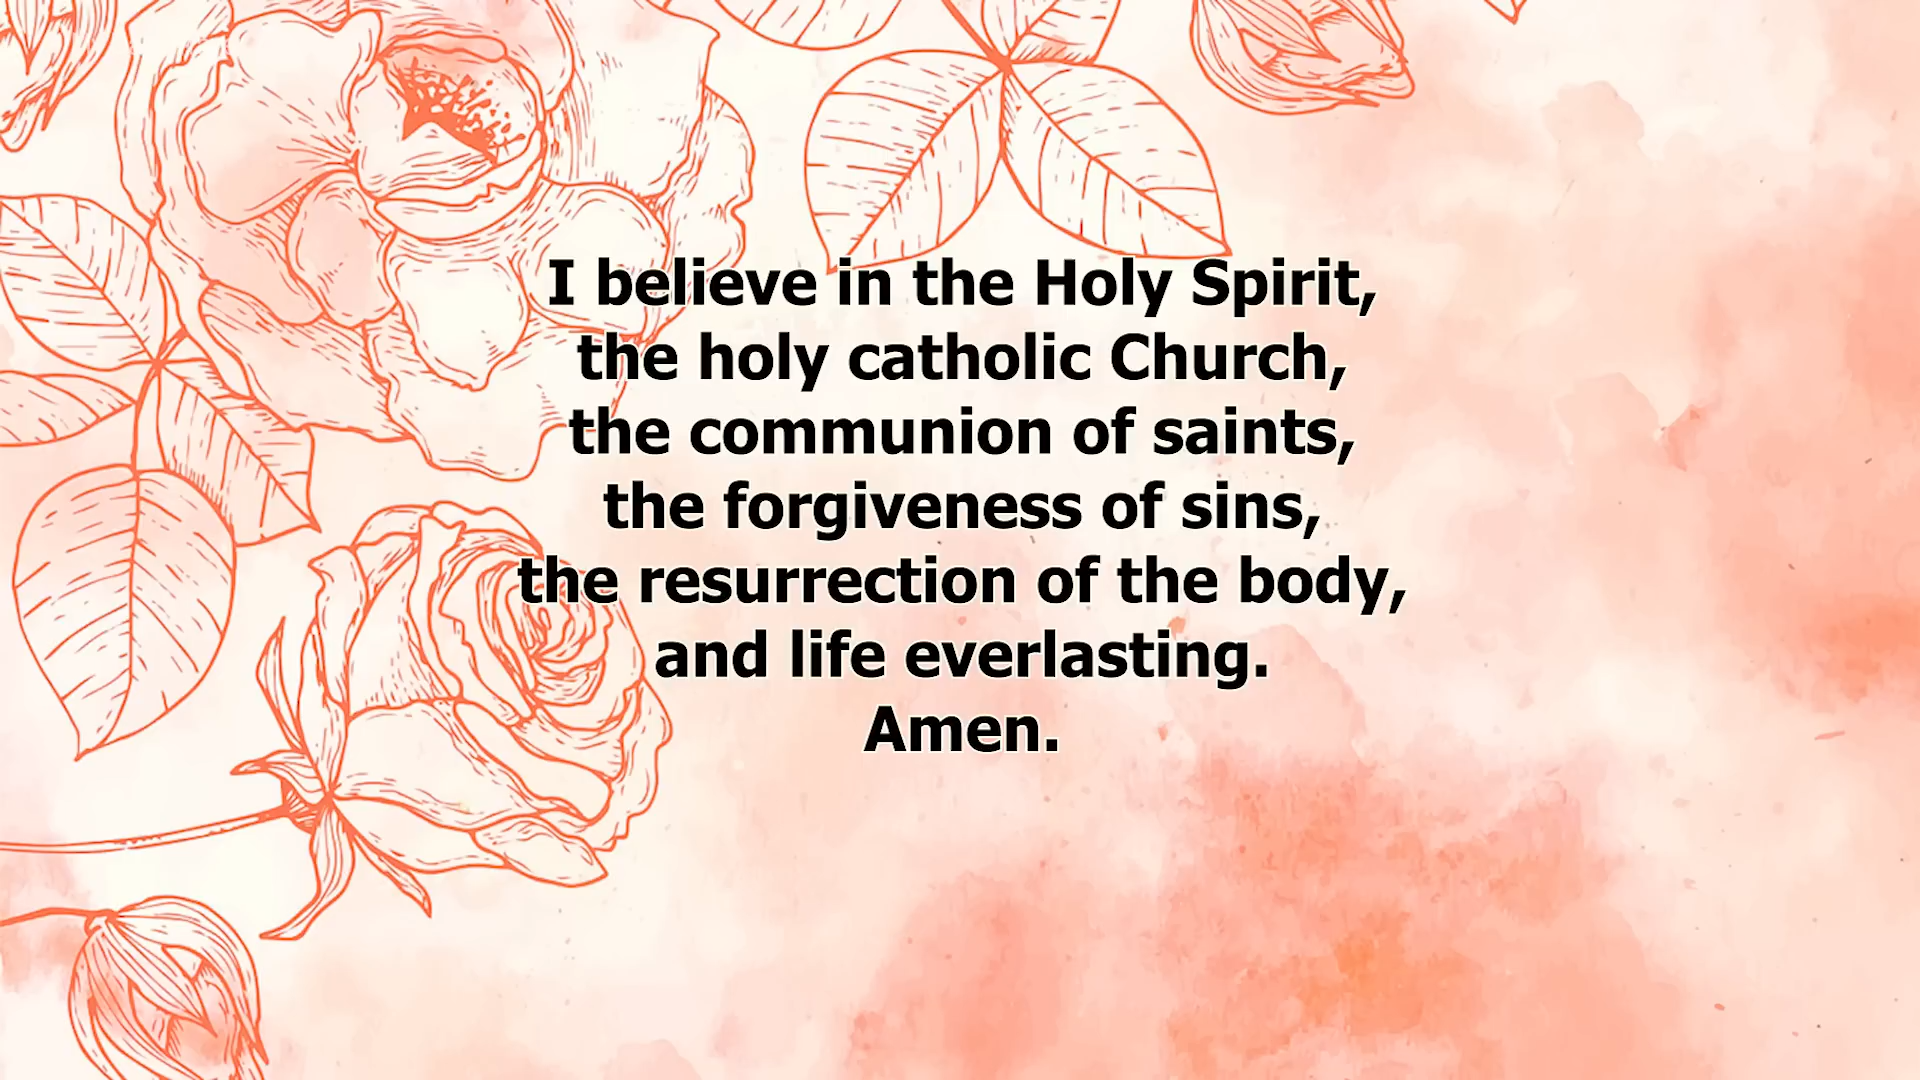 I believe in the Holy Spirit,
the holy catholic Church,
the communion of saints,
the forgiveness of sins,
the resurrection of the body,
and life everlasting.
Amen.